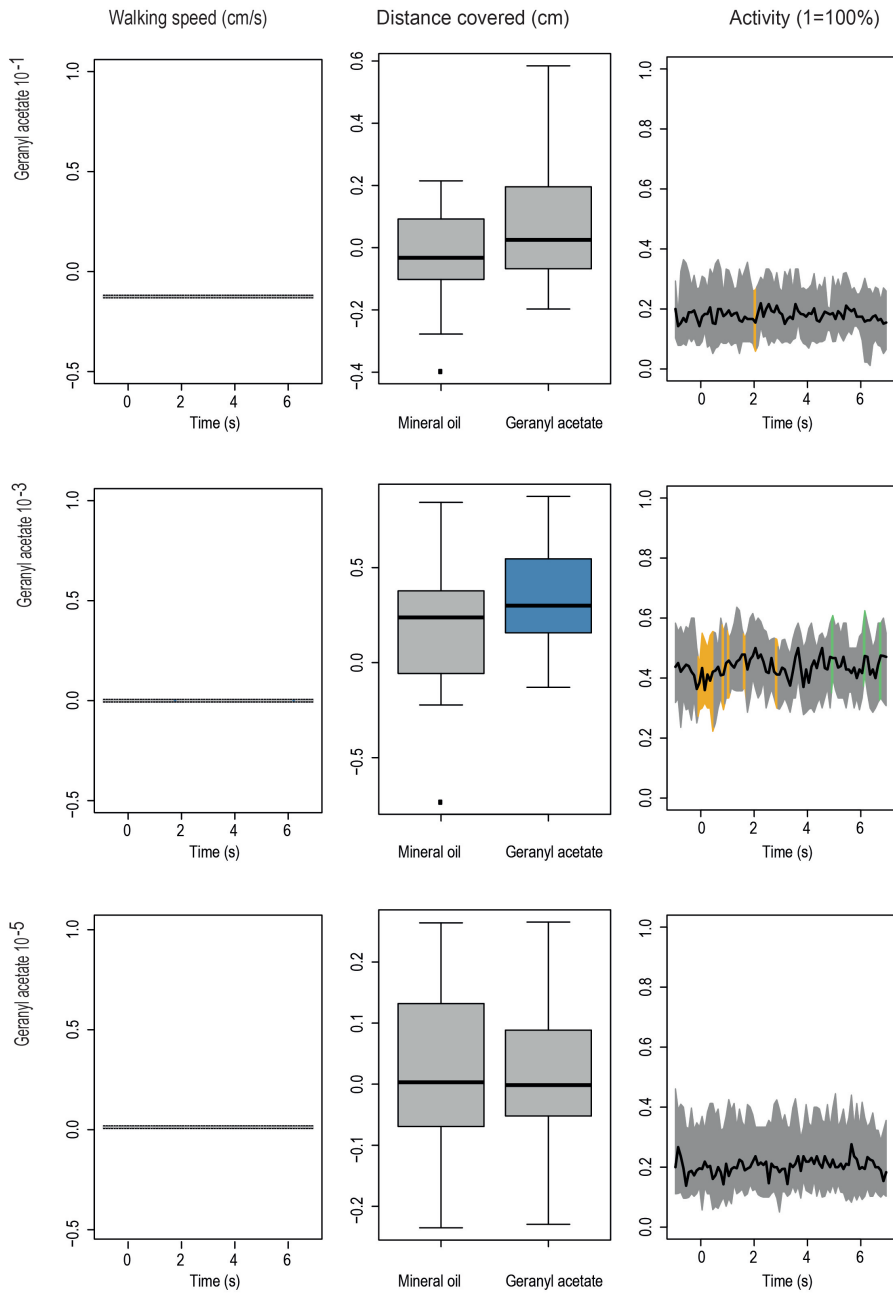 Walking speed (cm/s) Distance covered (cm) Activity (1=100%)
Geranyl acetate 10-1
1.0
0.5
0.0
−0.5
0 2 4 6
Time (s)
0.6
0.4
0.2
0.0
−0.2
−0.4
Mineral oil Geranyl acetate
1.0
0.8
0.6
0.4
0.2
0.0
0 2 4 6
Time (s)
Geranyl acetate 10-3
1.0
0.5
0.0
−0.5
0 2 4 6
Time (s)
0.5
0.0
−0.5
Mineral oil Geranyl acetate
1.0
0.8
0.6
0.4
0.2
0.0
0 2 4 6
Time (s)
Geranyl acetate 10-5
1.0
0.5
0.0
−0.5
0 2 4 6
Time (s)
0.2
0.1
0.0
−0.1
−0.2
Mineral oil Geranyl acetate
1.0
0.8
0.6
0.4
0.2
0.0
0 2 4 6
Time (s)